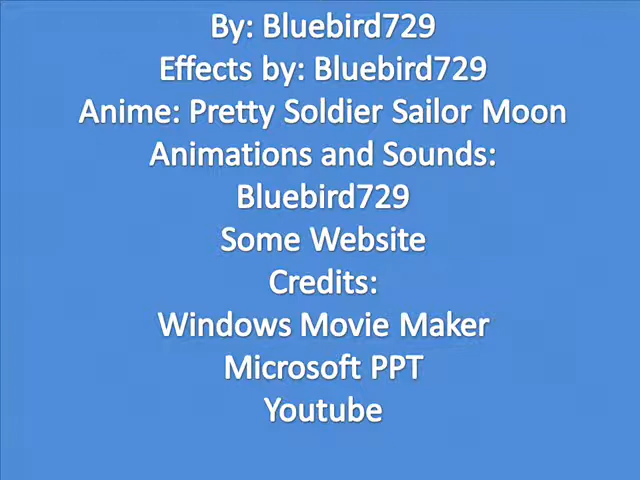 By: Bluebird729
Effects by: Bluebird729
Anime: Pretty Soldier Sailor Moon
Animations and Sounds:
Bluebird729
Some Website
Credits:
Windows Movie Maker
Microsoft PPT
Youtube